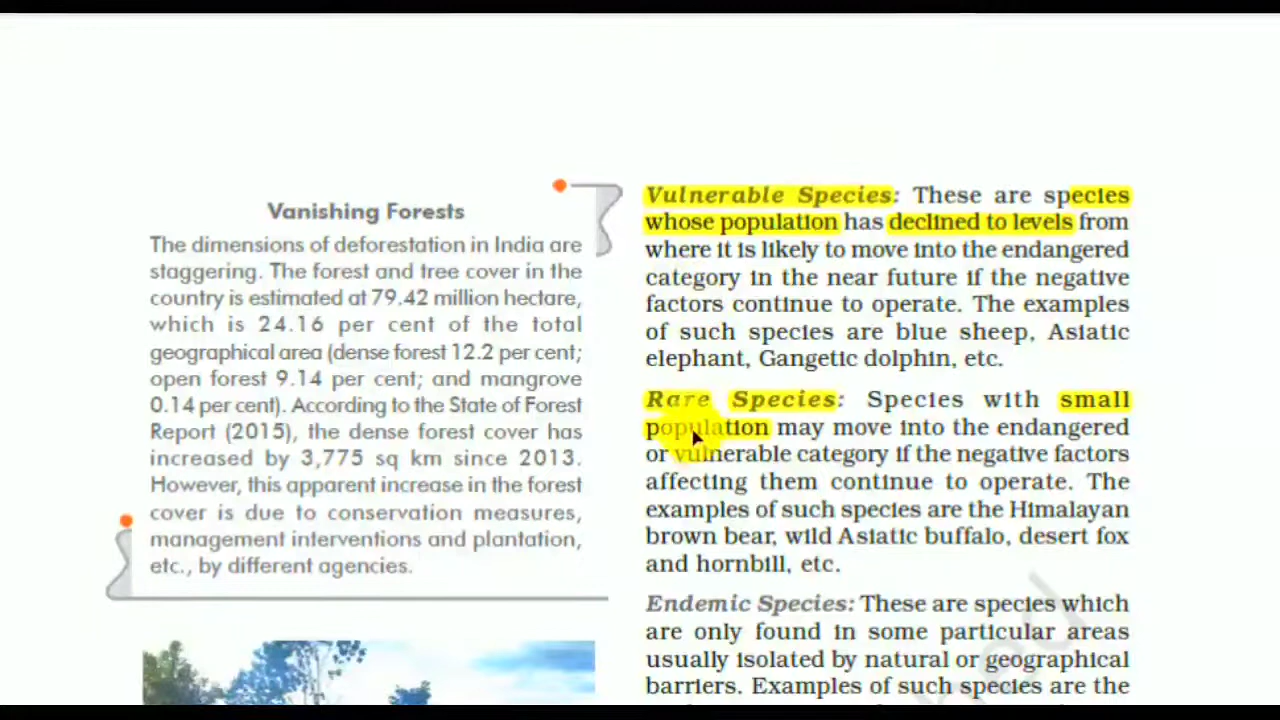 Vanishing Forests
The dimensions of deforestation in India are
staggering. The forest and tree cover in the
country is estimated at 79.42 million hectare,
which is 24.16 per cent of the total
geographical area (dense forest 12.2 per cent;
open forest 9.14 per cent; and mangrove
0.14 per cent). According to the State of Forest
Report (2015), the dense forest cover has
increased by 3,775 sq km since 2013.
However, this apparent increase in the forest
cover is due to conservation measures,
management interventions and plantation,
etc., by different agencies.
Vulnerable Species: These are species
whose population has declined to levels from
where it is likely to move into the endangered
category in the near future if the negative
factors continue to operate. The examples
of such species are blue sheep, Asiatic
elephant, Gangetic dolphin, etc.
Rare Species: Species with small
population may move into the endangered
or vulnerable category if the negative factors
affecting them continue to operate. The
examples of such species are the Himalayan
brown bear, wild Asiatic buffalo, desert fox
and hornbill, etc.
Endemic Species: These are species which
are only found in some particular areas
usually isolated by natural or geographical
barriers. Examples of such species are the